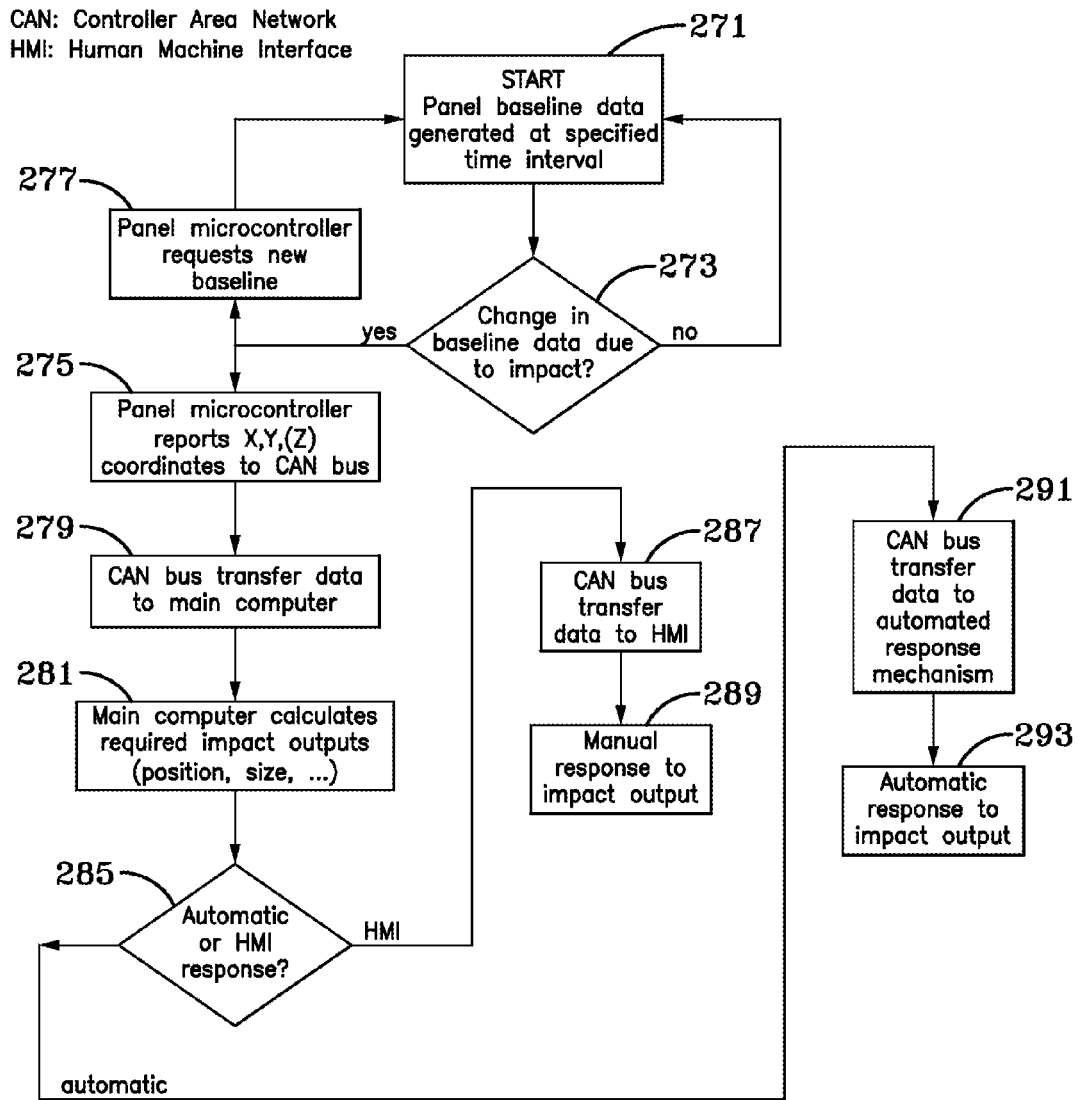 CAN: Controller Area Network
HMI: Human Machine Interface
271
START
Panel baseline data
generated at specified
time interval
277
Panel microcontroller
requests new
baseline
273
Change in
baseline data due
to impact?
yes
no
275
Panel microcontroller
reports X,Y,(Z)
coordinates to CAN bus
279
CAN bus transfer data
to main computer
281
Main computer calculates
required impact outputs
(position, size, ...)
285
Automatic
or HMI
response?
HMI
automatic
287
CAN bus
transfer
data to HMI
289
Manual
response to
impact output
291
CAN bus
transfer
data to
automated
response
mechanism
293
Automatic
response to
impact output